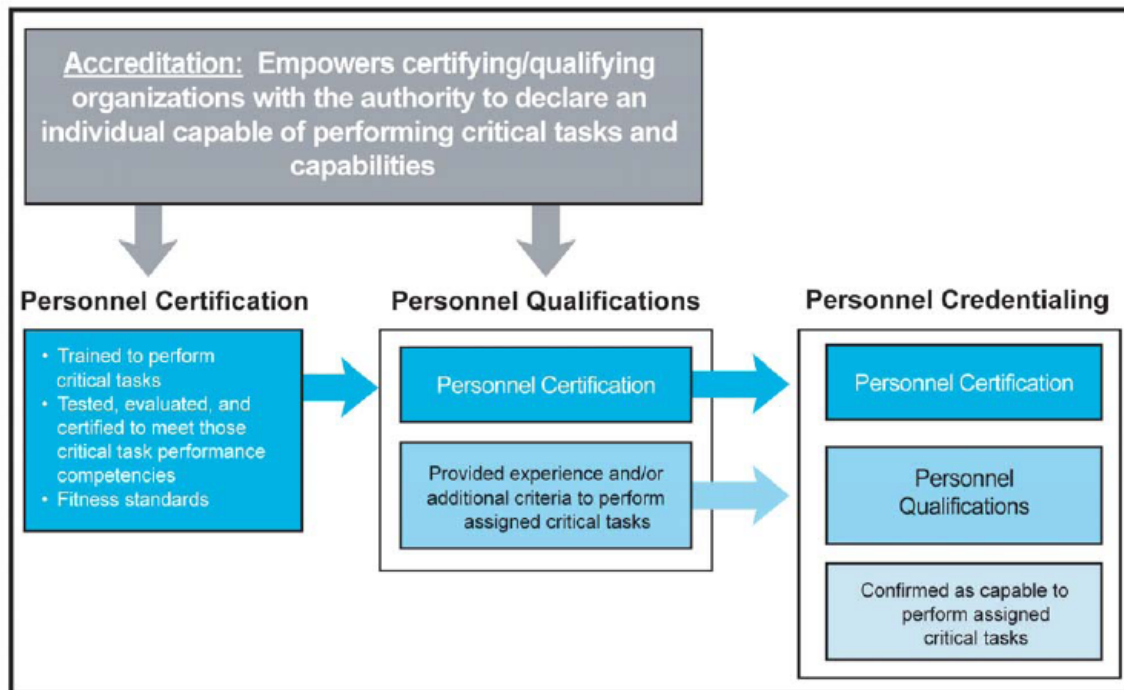 Accreditation: Empowers certifying/qualifying
organizations with the authority to declare an
individual capable of performing critical tasks and
capabilities
Personnel Certification
• Trained to perform
critical tasks
• Tested, evaluated, and
certified to meet those
critical task performance
competencies
• Fitness standards
Personnel Qualifications
Personnel Certification
Provided experience and/or
additional criteria to perform
assigned critical tasks
Personnel Credentialing
Personnel Certification
Personnel
Qualifications
Confirmed as capable to
perform assigned
critical tasks